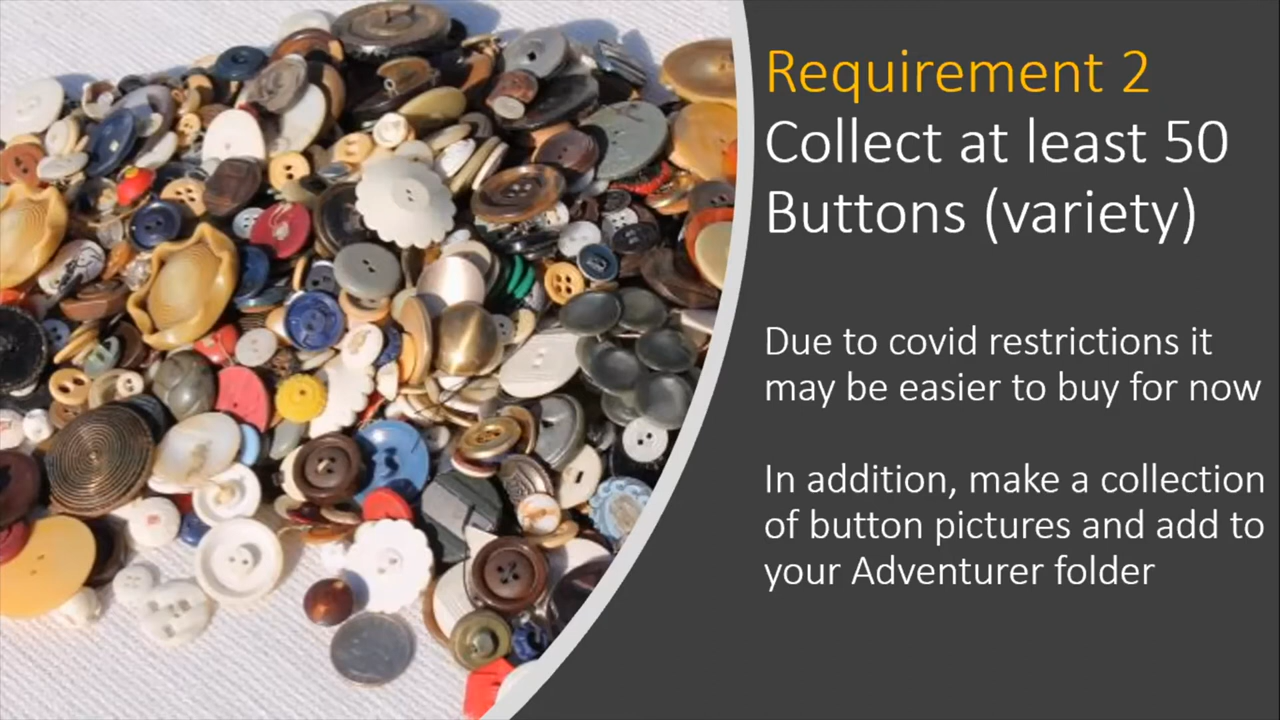 Requirement 2
Collect at least 50
Buttons (variety)
Due to covid restrictions it
may be easier to buy for now
In addition, make a collection
of button pictures and add to
your Adventurer folder